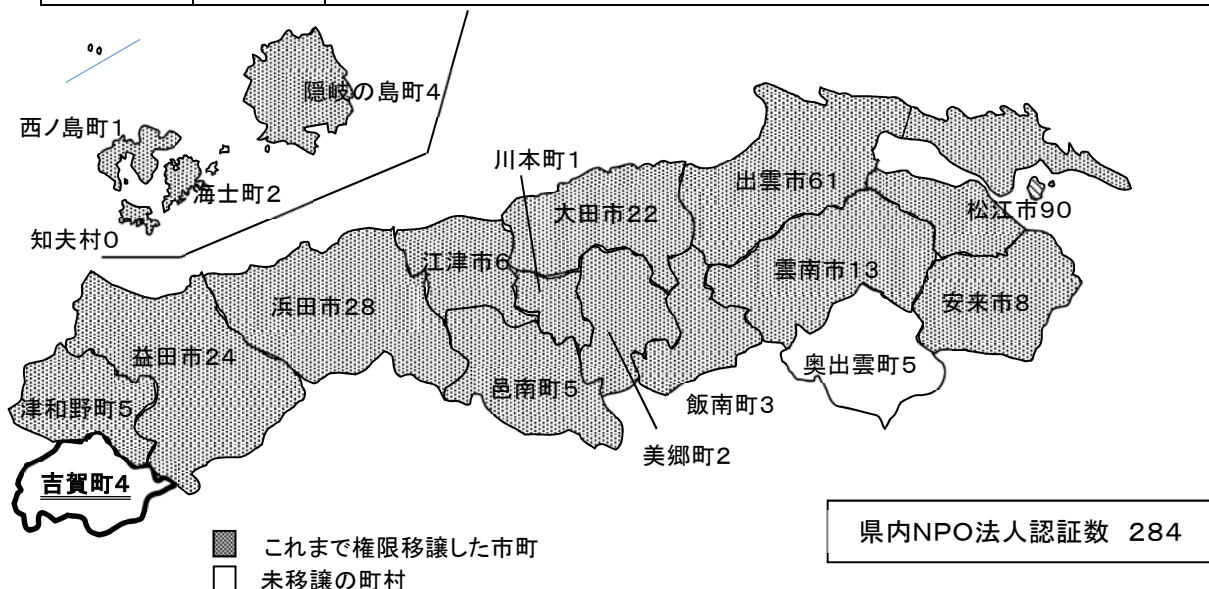 隠岐の島町4
西ノ島町1
海士町2
知夫村0
川本町1
大田市22
出雲市61
松江市90
江津市6
雲南市13
安来市8
浜田市28
益田市24
奥出雲町5
邑南町5
飯南町3
津和野町5
美郷町2
吉賀町4
これまで権限移譲した市町
未移譲の町村
県内NPO法人認証数 284